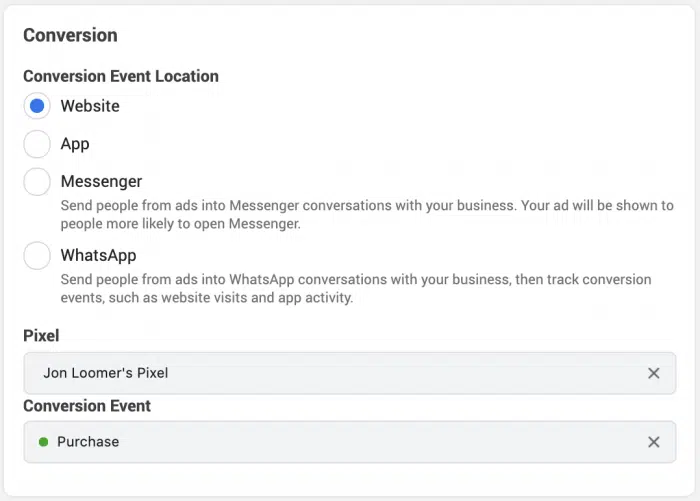 Conversion
Conversion Event Location
Website
App
Messenger
Send people from ads into Messenger conversations with your business. Your ad will be shown to
people more likely to open Messenger.
WhatsApp
Send people from ads into WhatsApp conversations with your business, then track conversion
events, such as website visits and app activity.
Pixel
Jon Loomer's Pixel
Conversion Event
Purchase